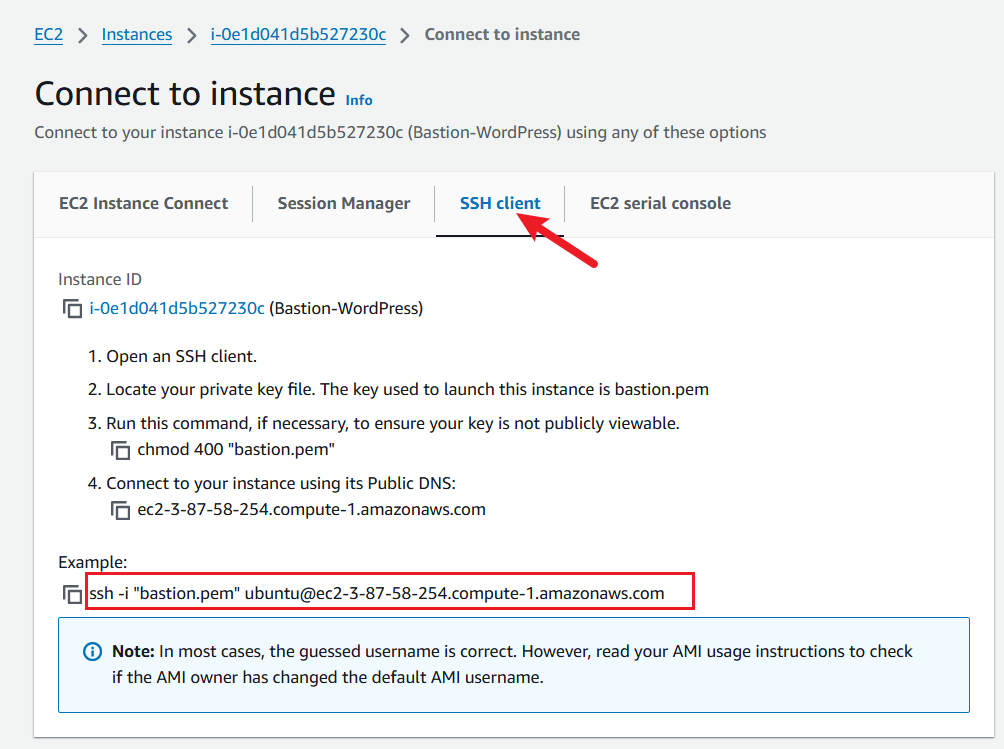 EC2 > Instances > i-0e1d041d5b527230c > Connect to instance
Connect to instance Info
Connect to your instance i-0e1d041d5b527230c (Bastion-WordPress) using any of these options
EC2 Instance Connect Session Manager SSH client EC2 serial console
Instance ID
i-0e1d041d5b527230c (Bastion-WordPress)
1. Open an SSH client.
2. Locate your private key file. The key used to launch this instance is bastion.pem
3. Run this command, if necessary, to ensure your key is not publicly viewable.
chmod 400 "bastion.pem"
4. Connect to your instance using its Public DNS:
ec2-3-87-58-254.compute-1.amazonaws.com
Example:
ssh -i "bastion.pem" ubuntu@ec2-3-87-58-254.compute-1.amazonaws.com
Note: In most cases, the guessed username is correct. However, read your AMI usage instructions to check
if the AMI owner has changed the default AMI username.